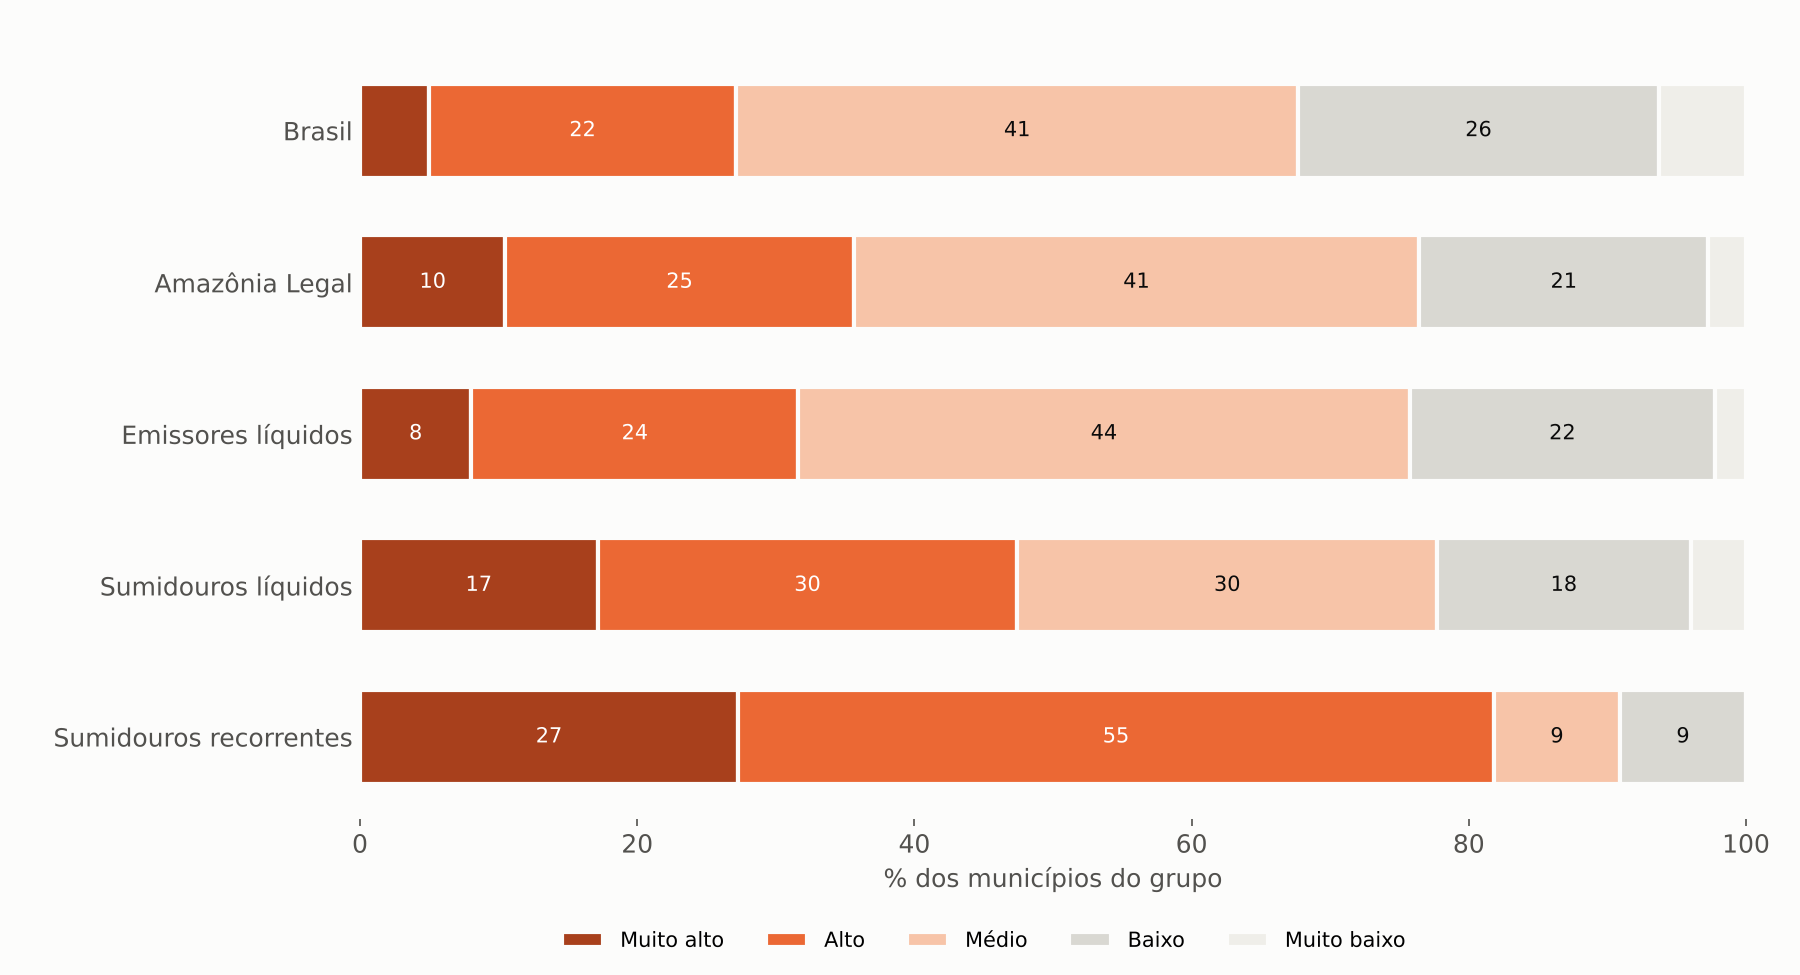 Brasil 22 41 26
Amazônia Legal 10 25 41 21
Emissores líquidos 8 24 44 22
Sumidouros líquidos 17 30 30 18
Sumidouros recorrentes 27 55 9 9
0 20 40 60 80 100
% dos municípios do grupo
Muito alto Alto Médio Baixo Muito baixo